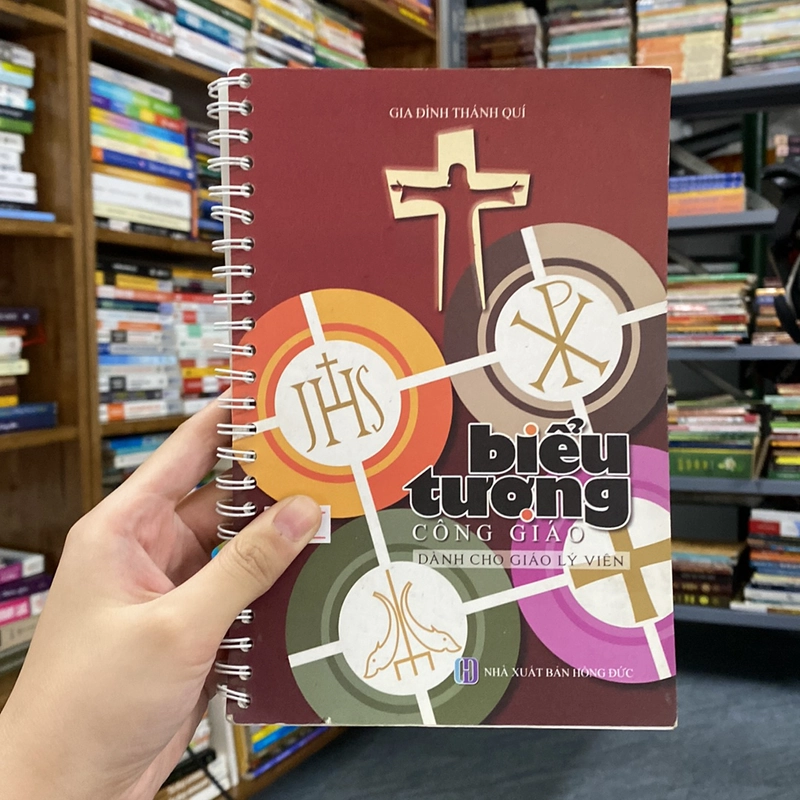 GIA ĐÌNH THÁNH QUÍ
JHS
biểu
tượng
CÔNG GIÁO
DÀNH CHO GIÁO LÝ VIÊN
NHÀ XUẤT BẢN HỒNG ĐỨC